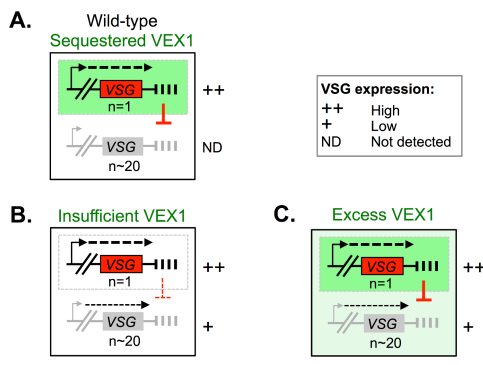 A.
Wild-type
Sequestered VEX1
VSG
n=1
++
VSG
n~20
ND
VSG expression:
++ High
+ Low
ND Not detected
B.
Insufficient VEX1
VSG
n=1
++
VSG
n~20
+
C.
Excess VEX1
VSG
n=1
++
VSG
n~20
+